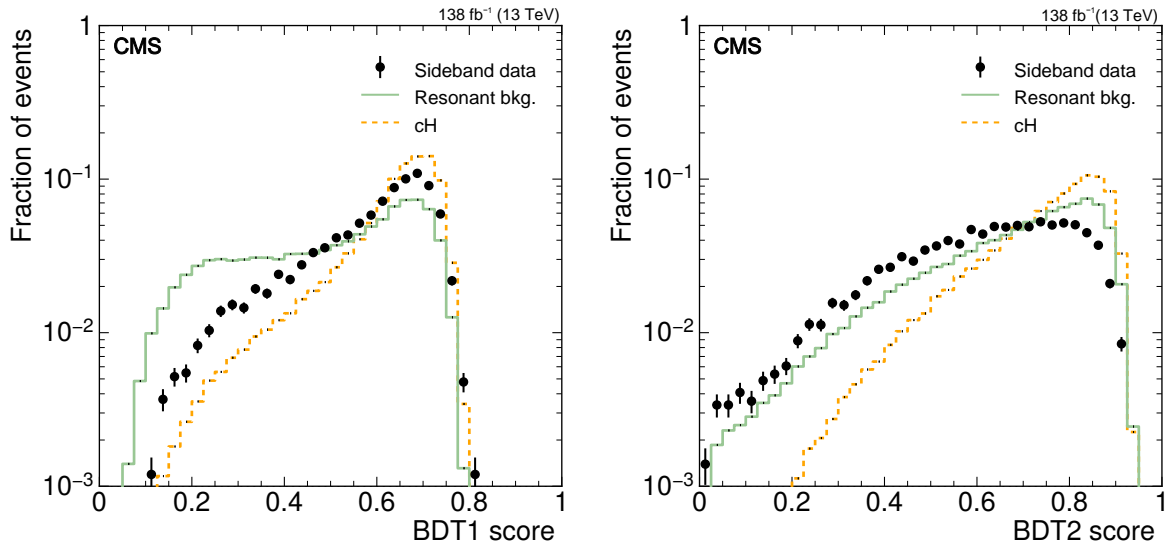 138 fb⁻¹ (13 TeV)
CMS
Sideband data
Resonant bkg.
cH
Fraction of events
1
10⁻¹
10⁻²
10⁻³
0 0.2 0.4 0.6 0.8 1
BDT1 score
138 fb⁻¹ (13 TeV)
CMS
Sideband data
Resonant bkg.
cH
Fraction of events
1
10⁻¹
10⁻²
10⁻³
0 0.2 0.4 0.6 0.8 1
BDT2 score